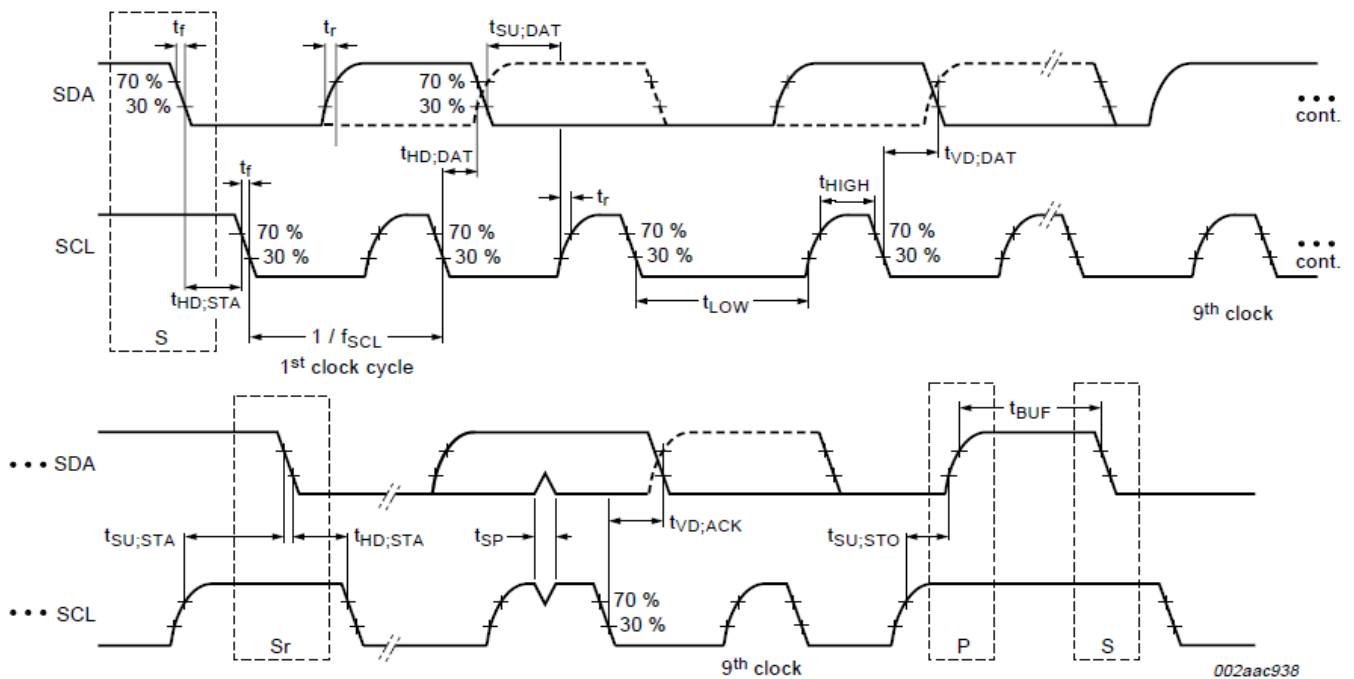 tf tr tSU;DAT
70 % 70 %
SDA
30 % 30 %
cont.
tHD;DAT tVD;DAT
tf tHIGH
tr
70 % 70 % 70 % 70 %
SCL
30 % 30 % 30 % 30 %
cont.
tHD;STA tLOW
9th clock
S 1 / fSCL
1st clock cycle
tBUF
SDA
tSU;STA tHD;STA tSP tVD;ACK tSU;STO
70 %
SCL
30 %
Sr P S
9th clock
002aac938